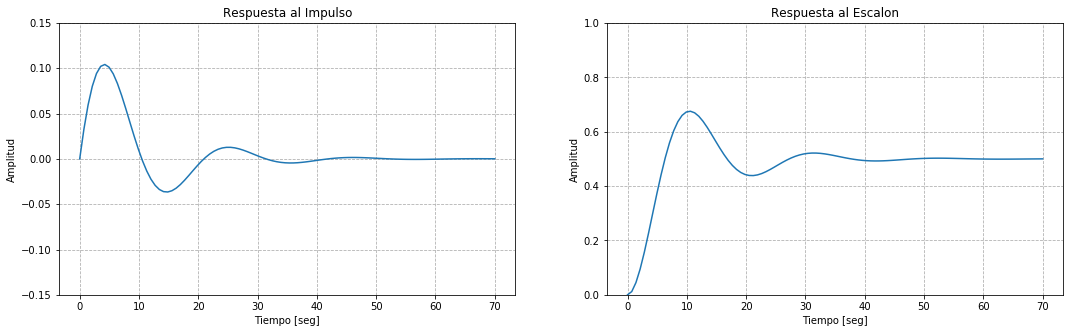 Respuesta al Impulso
0.15
0.10
0.05
0.00
−0.05
−0.10
−0.15
Amplitud
0 10 20 30 40 50 60 70
Tiempo [seg]
Respuesta al Escalon
1.0
0.8
0.6
0.4
0.2
0.0
Amplitud
0 10 20 30 40 50 60 70
Tiempo [seg]